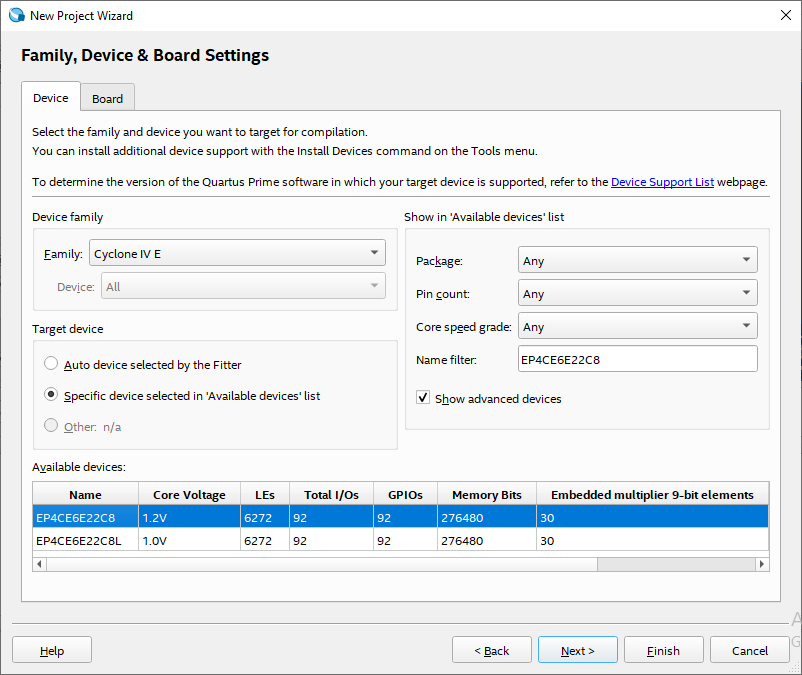 New Project Wizard
Family, Device & Board Settings
Device Board
Select the family and device you want to target for compilation.
You can install additional device support with the Install Devices command on the Tools menu.
To determine the version of the Quartus Prime software in which your target device is supported, refer to the Device Support List webpage.
Device family
Family: Cyclone IV E
Device: All
Target device
Auto device selected by the Fitter
Specific device selected in 'Available devices' list
Other: n/a
Show in 'Available devices' list
Package: Any
Pin count: Any
Core speed grade: Any
Name filter: EP4CE6E22C8
Show advanced devices
Available devices:
Name Core Voltage LEs Total I/Os GPIOs Memory Bits Embedded multiplier 9-bit elements
EP4CE6E22C8 1.2V 6272 92 92 276480 30
EP4CE6E22C8L 1.0V 6272 92 92 276480 30
Help < Back Next > Finish Cancel